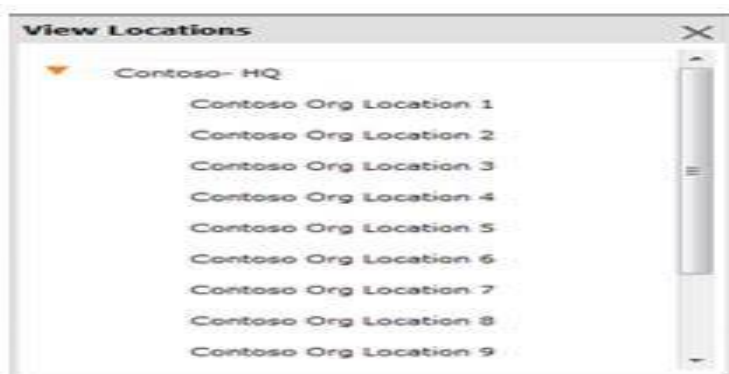 View Locations
Contoso- HQ
Contoso Org Location 1
Contoso Org Location 2
Contoso Org Location 3
Contoso Org Location 4
Contoso Org Location 5
Contoso Org Location 6
Contoso Org Location 7
Contoso Org Location 8
Contoso Org Location 9